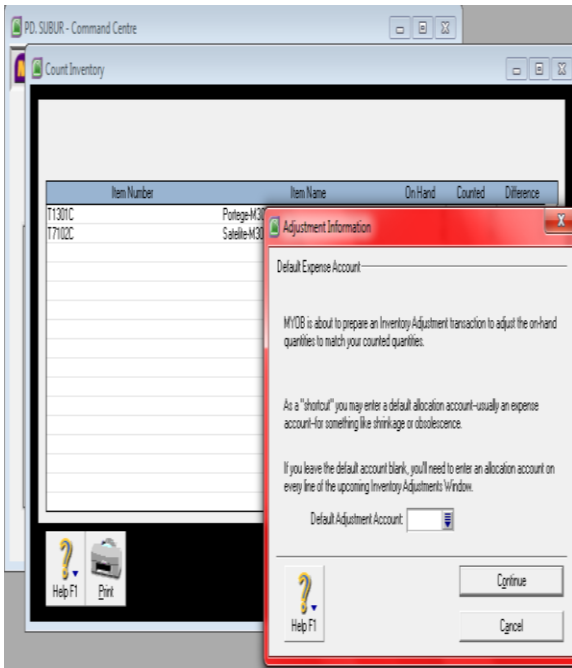 PD. SUBUR - Command Centre
Count Inventory
Item Number Item Name On Hand Counted Difference
T1301C Portege-M30
T7102C Satelite-M30
Adjustment Information
Default Expense Account
MYOB is about to prepare an Inventory Adjustment transaction to adjust the on-hand
quantities to match your counted quantities.
As a "shortcut" you may enter a default allocation account--usually an expense
account--for something like shrinkage or obsolescence.
If you leave the default account blank, you'll need to enter an allocation account on
every line of the upcoming Inventory Adjustments Window.
Default Adjustment Account:
Help F1
Print
Help F1
Continue
Cancel